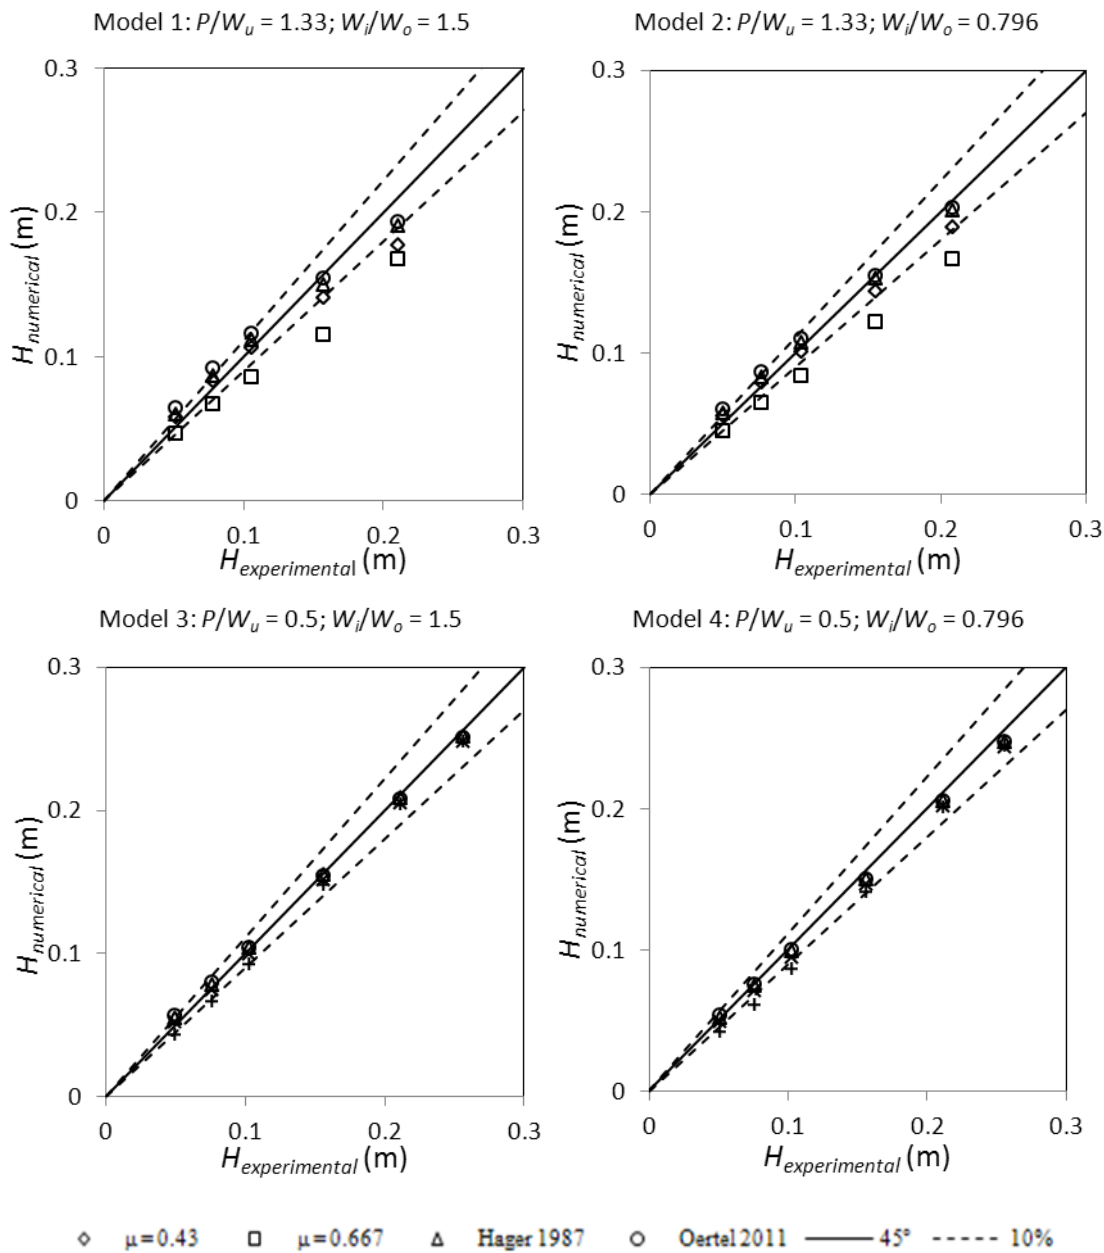 Model 1: P/Wu = 1.33; Wi/Wo = 1.5
Model 2: P/Wu = 1.33; Wi/Wo = 0.796
0.3
0.2
0.1
0
Hnumerical (m)
0
0.1
0.2
0.3
Hexperimental (m)
0.3
0.2
0.1
0
Hnumerical (m)
0
0.1
0.2
0.3
Hexperimental (m)
Model 3: P/Wu = 0.5; Wi/Wo = 1.5
Model 4: P/Wu = 0.5; Wi/Wo = 0.796
0.3
0.2
0.1
0
Hnumerical (m)
0
0.1
0.2
0.3
Hexperimental (m)
0.3
0.2
0.1
0
Hnumerical (m)
0
0.1
0.2
0.3
Hexperimental (m)
μ=0.43 μ=0.667 Hager 1987 Oertel 2011 45° 10%